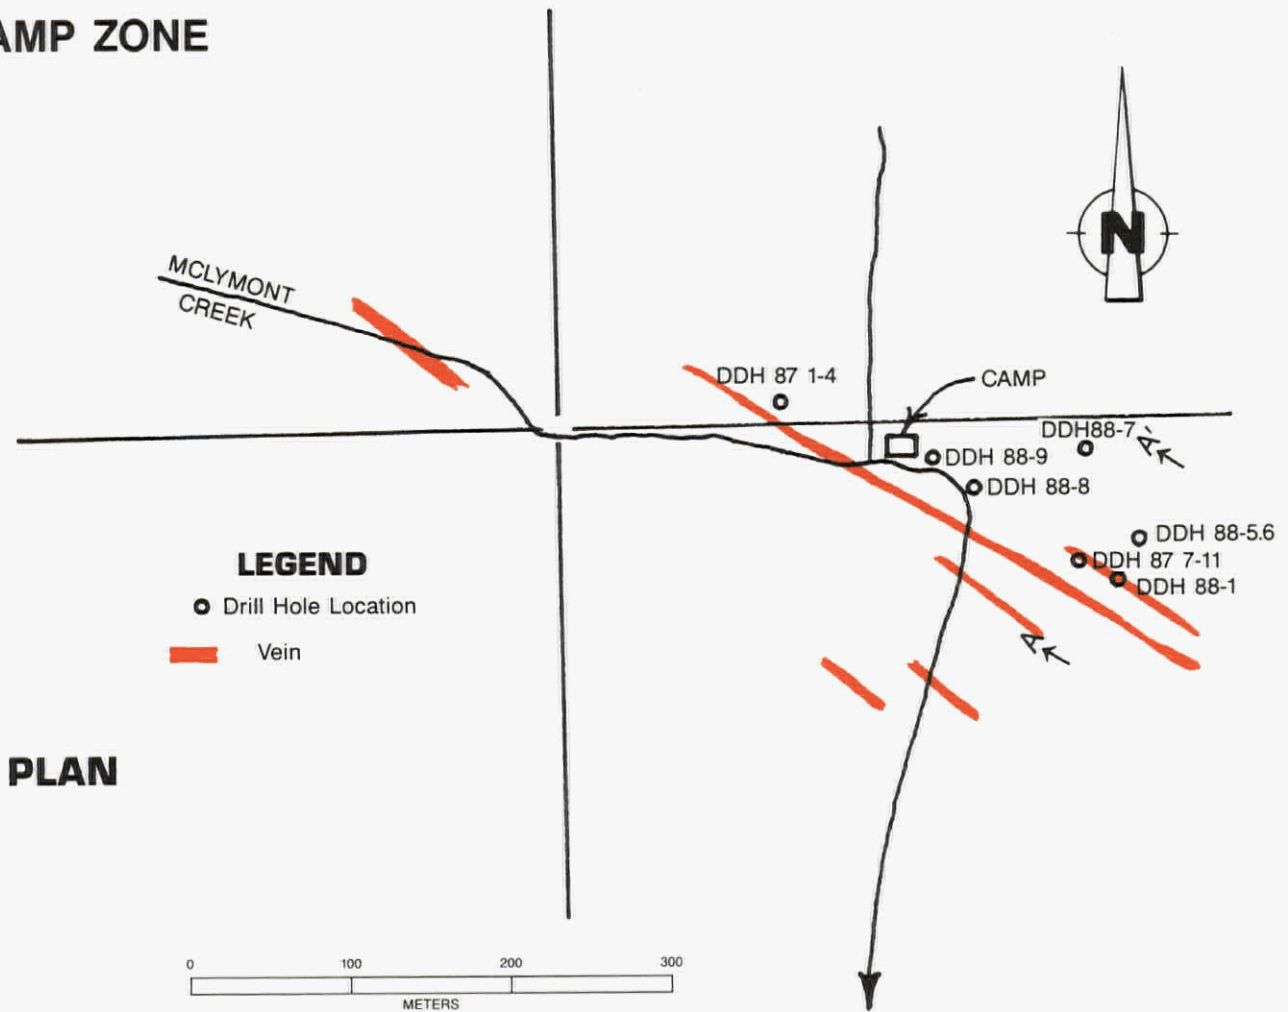 AMP ZONE
N
MCLYMONT
CREEK
DDH 87 1-4
CAMP
DDH88-7
A'
DDH 88-9
DDH 88-8
DDH 88-5.6
DDH 87 7-11
DDH 88-1
A
LEGEND
Drill Hole Location
Vein
PLAN
0 100 200 300
METERS